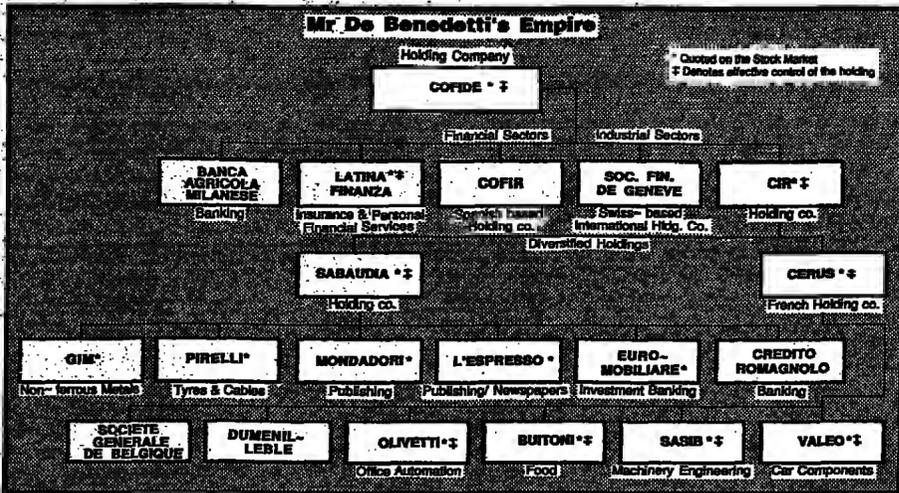 Mr De Benedetti's Empire
Holding Company
COFIDE * ‡
* Quoted on the Stock Market
‡ Denotes effective control of the holding
Financial Sectors
Industrial Sectors
BANCA
AGRICOLA
MILANESE
Banking
LATINA*‡
FINANZA
Insurance & Personal
Financial Services
COFIR
Spanish based
Holding co.
SOC. FIN.
DE GENEVE
Swiss~ based
International Hldg. Co.
CIR*‡
Holding co.
Diversified Holdings
SABAUDIA *‡
Holding co.
CERUS *‡
French Holding co.
GIM*
Non~ ferrous Metals
PIRELLI*
Tyres & Cables
MONDADORI*
Publishing
L'ESPRESSO *
Publishing/ Newspapers
EURO~
MOBILIARE*
Investment Banking
CREDITO
ROMAGNOLO
Banking
SOCIETE
GENERALE
DE BELGIQUE
DUMENIL~
LEBLE
OLIVETTI*‡
Office Automation
BUITONI*‡
Food
SASIB*‡
Machinery Engineering
VALEO*‡
Car Components